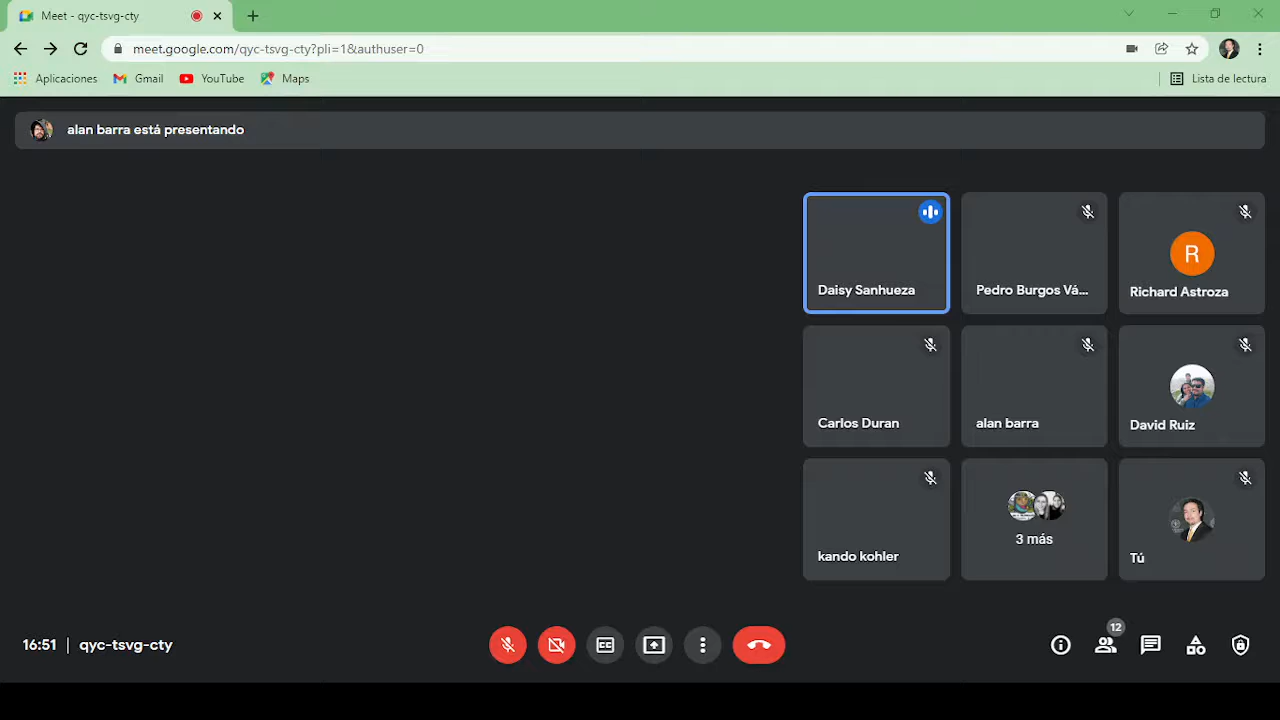 Meet - qyc-tsvg-cty
meet.google.com/qyc-tsvg-cty?pli=1&authuser=0
Aplicaciones
Gmail
YouTube
Maps
Lista de lectura
alan barra está presentando
Daisy Sanhueza
Pedro Burgos Vá...
R
Richard Astroza
Carlos Duran
alan barra
David Ruiz
kando kohler
3 más
Tú
16:51 | qyc-tsvg-cty
CC
12